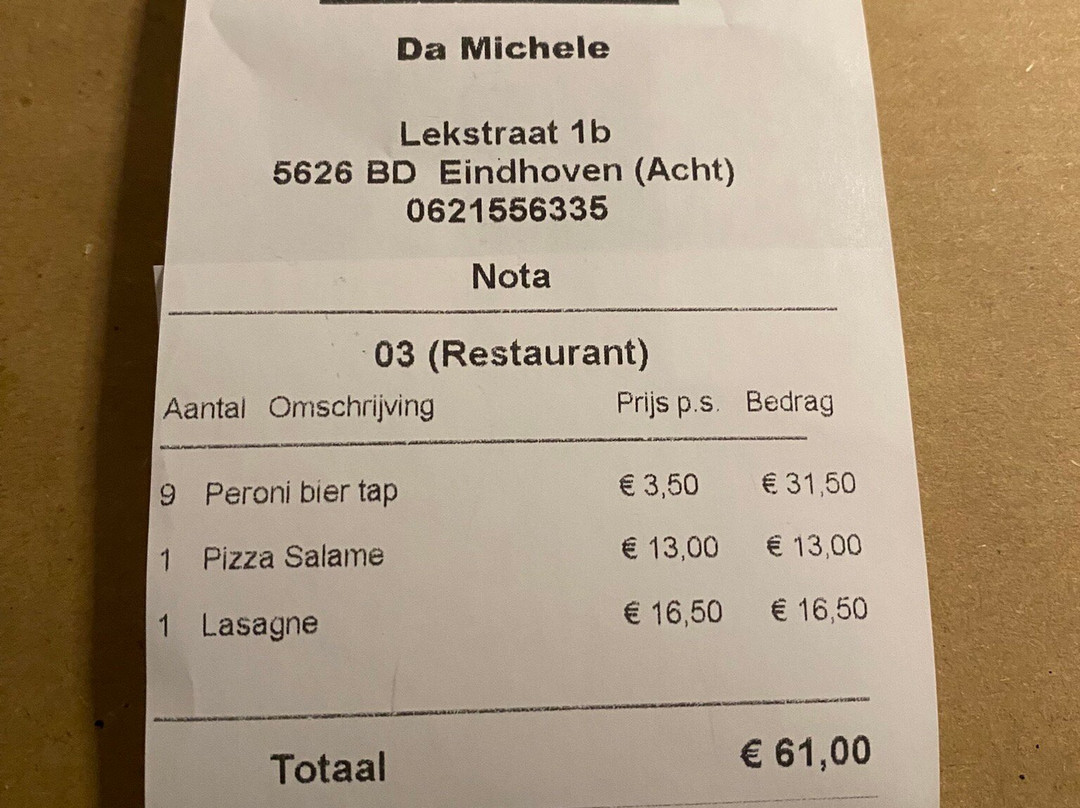 Da Michele
Lekstraat 1b
5626 BD Eindhoven (Acht)
0621556335
Nota
03 (Restaurant)
Aantal Omschrijving Prijs p.s. Bedrag
9 Peroni bier tap € 3,50 € 31,50
1 Pizza Salame € 13,00 € 13,00
1 Lasagne € 16,50 € 16,50
Totaal € 61,00